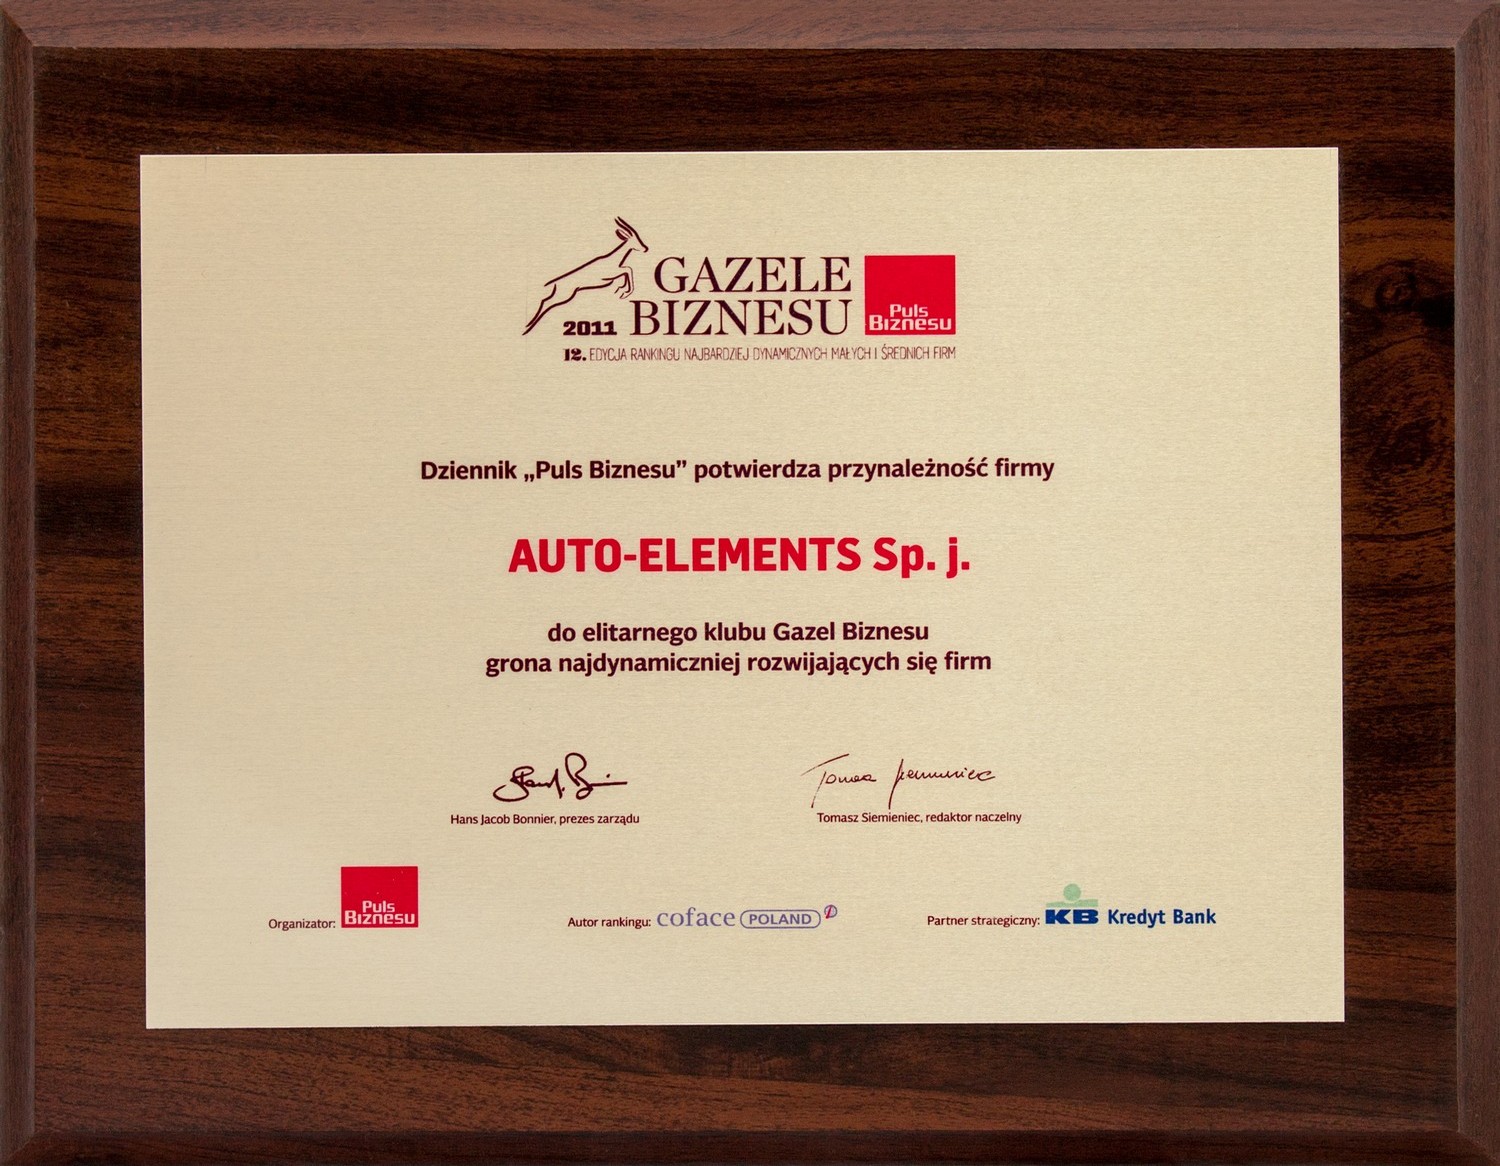 GAZELE
2011 BIZNESU
Puls
Biznesu
12. EDYCJA RANKINGU NAJBARDZIEJ DYNAMICZNYCH MAŁYCH I ŚREDNICH FIRM
Dziennik „Puls Biznesu” potwierdza przynależność firmy
AUTO-ELEMENTS Sp. j.
do elitarnego klubu Gazel Biznesu
grona najdynamiczniej rozwijających się firm
Hans Jacob Bonnier, prezes zarządu
Tomasz Siemieniec, redaktor naczelny
Organizator: Puls Biznesu
Autor rankingu: coface POLAND
Partner strategiczny: KB Kredyt Bank